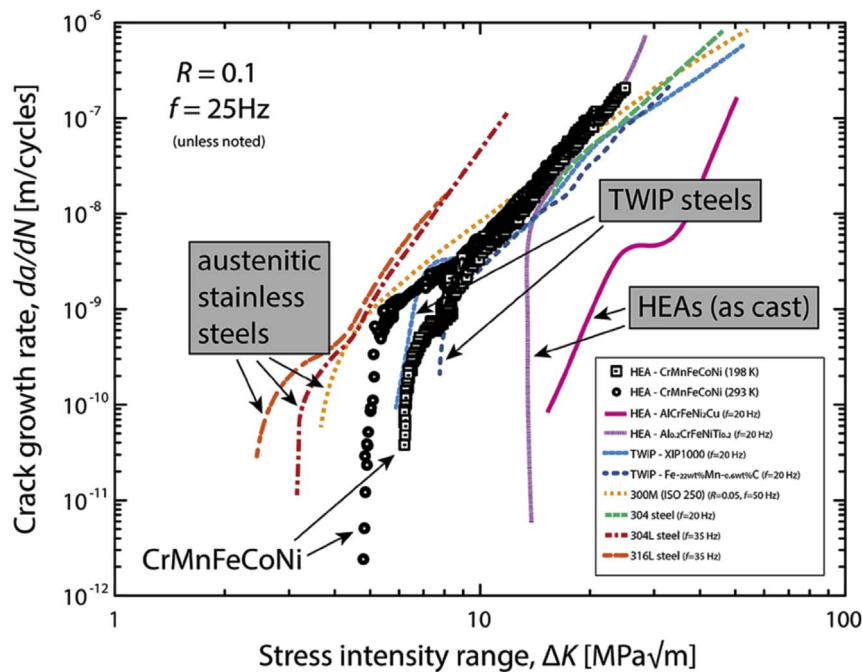 10⁻⁶
10⁻⁷
10⁻⁸
10⁻⁹
10⁻¹⁰
10⁻¹¹
10⁻¹²
Crack growth rate, da/dN [m/cycles]
R = 0.1
f = 25Hz
(unless noted)
TWIP steels
austenitic
stainless
steels
HEAs (as cast)
CrMnFeCoNi
HEA - CrMnFeCoNi (198 K)
HEA - CrMnFeCoNi (293 K)
HEA - AlCrFeNi₂Cu (f=20 Hz)
HEA - Al₀.₂CrFeNiTi₀.₂ (f=20 Hz)
TWIP - XIP1000 (f=20 Hz)
TWIP - Fe-22wt%Mn-0.6wt%C (f=20 Hz)
300M (ISO 250) (R=0.05, f=50 Hz)
304 steel (f=20 Hz)
304L steel (f=35 Hz)
316L steel (f=35 Hz)
1
10
100
Stress intensity range, ΔK [MPa√m]